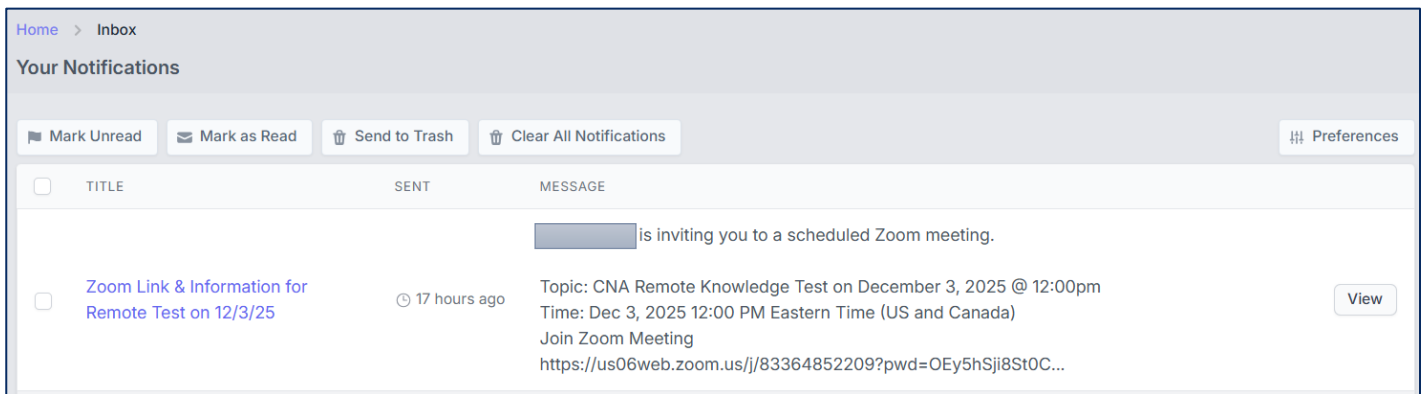 Home > Inbox
Your Notifications
Mark Unread Mark as Read Send to Trash Clear All Notifications Preferences
TITLE SENT MESSAGE
is inviting you to a scheduled Zoom meeting.
Zoom Link & Information for
Remote Test on 12/3/25
17 hours ago
Topic: CNA Remote Knowledge Test on December 3, 2025 @ 12:00pm
Time: Dec 3, 2025 12:00 PM Eastern Time (US and Canada)
Join Zoom Meeting
https://us06web.zoom.us/j/83364852209?pwd=OEy5hSji8St0C...
View